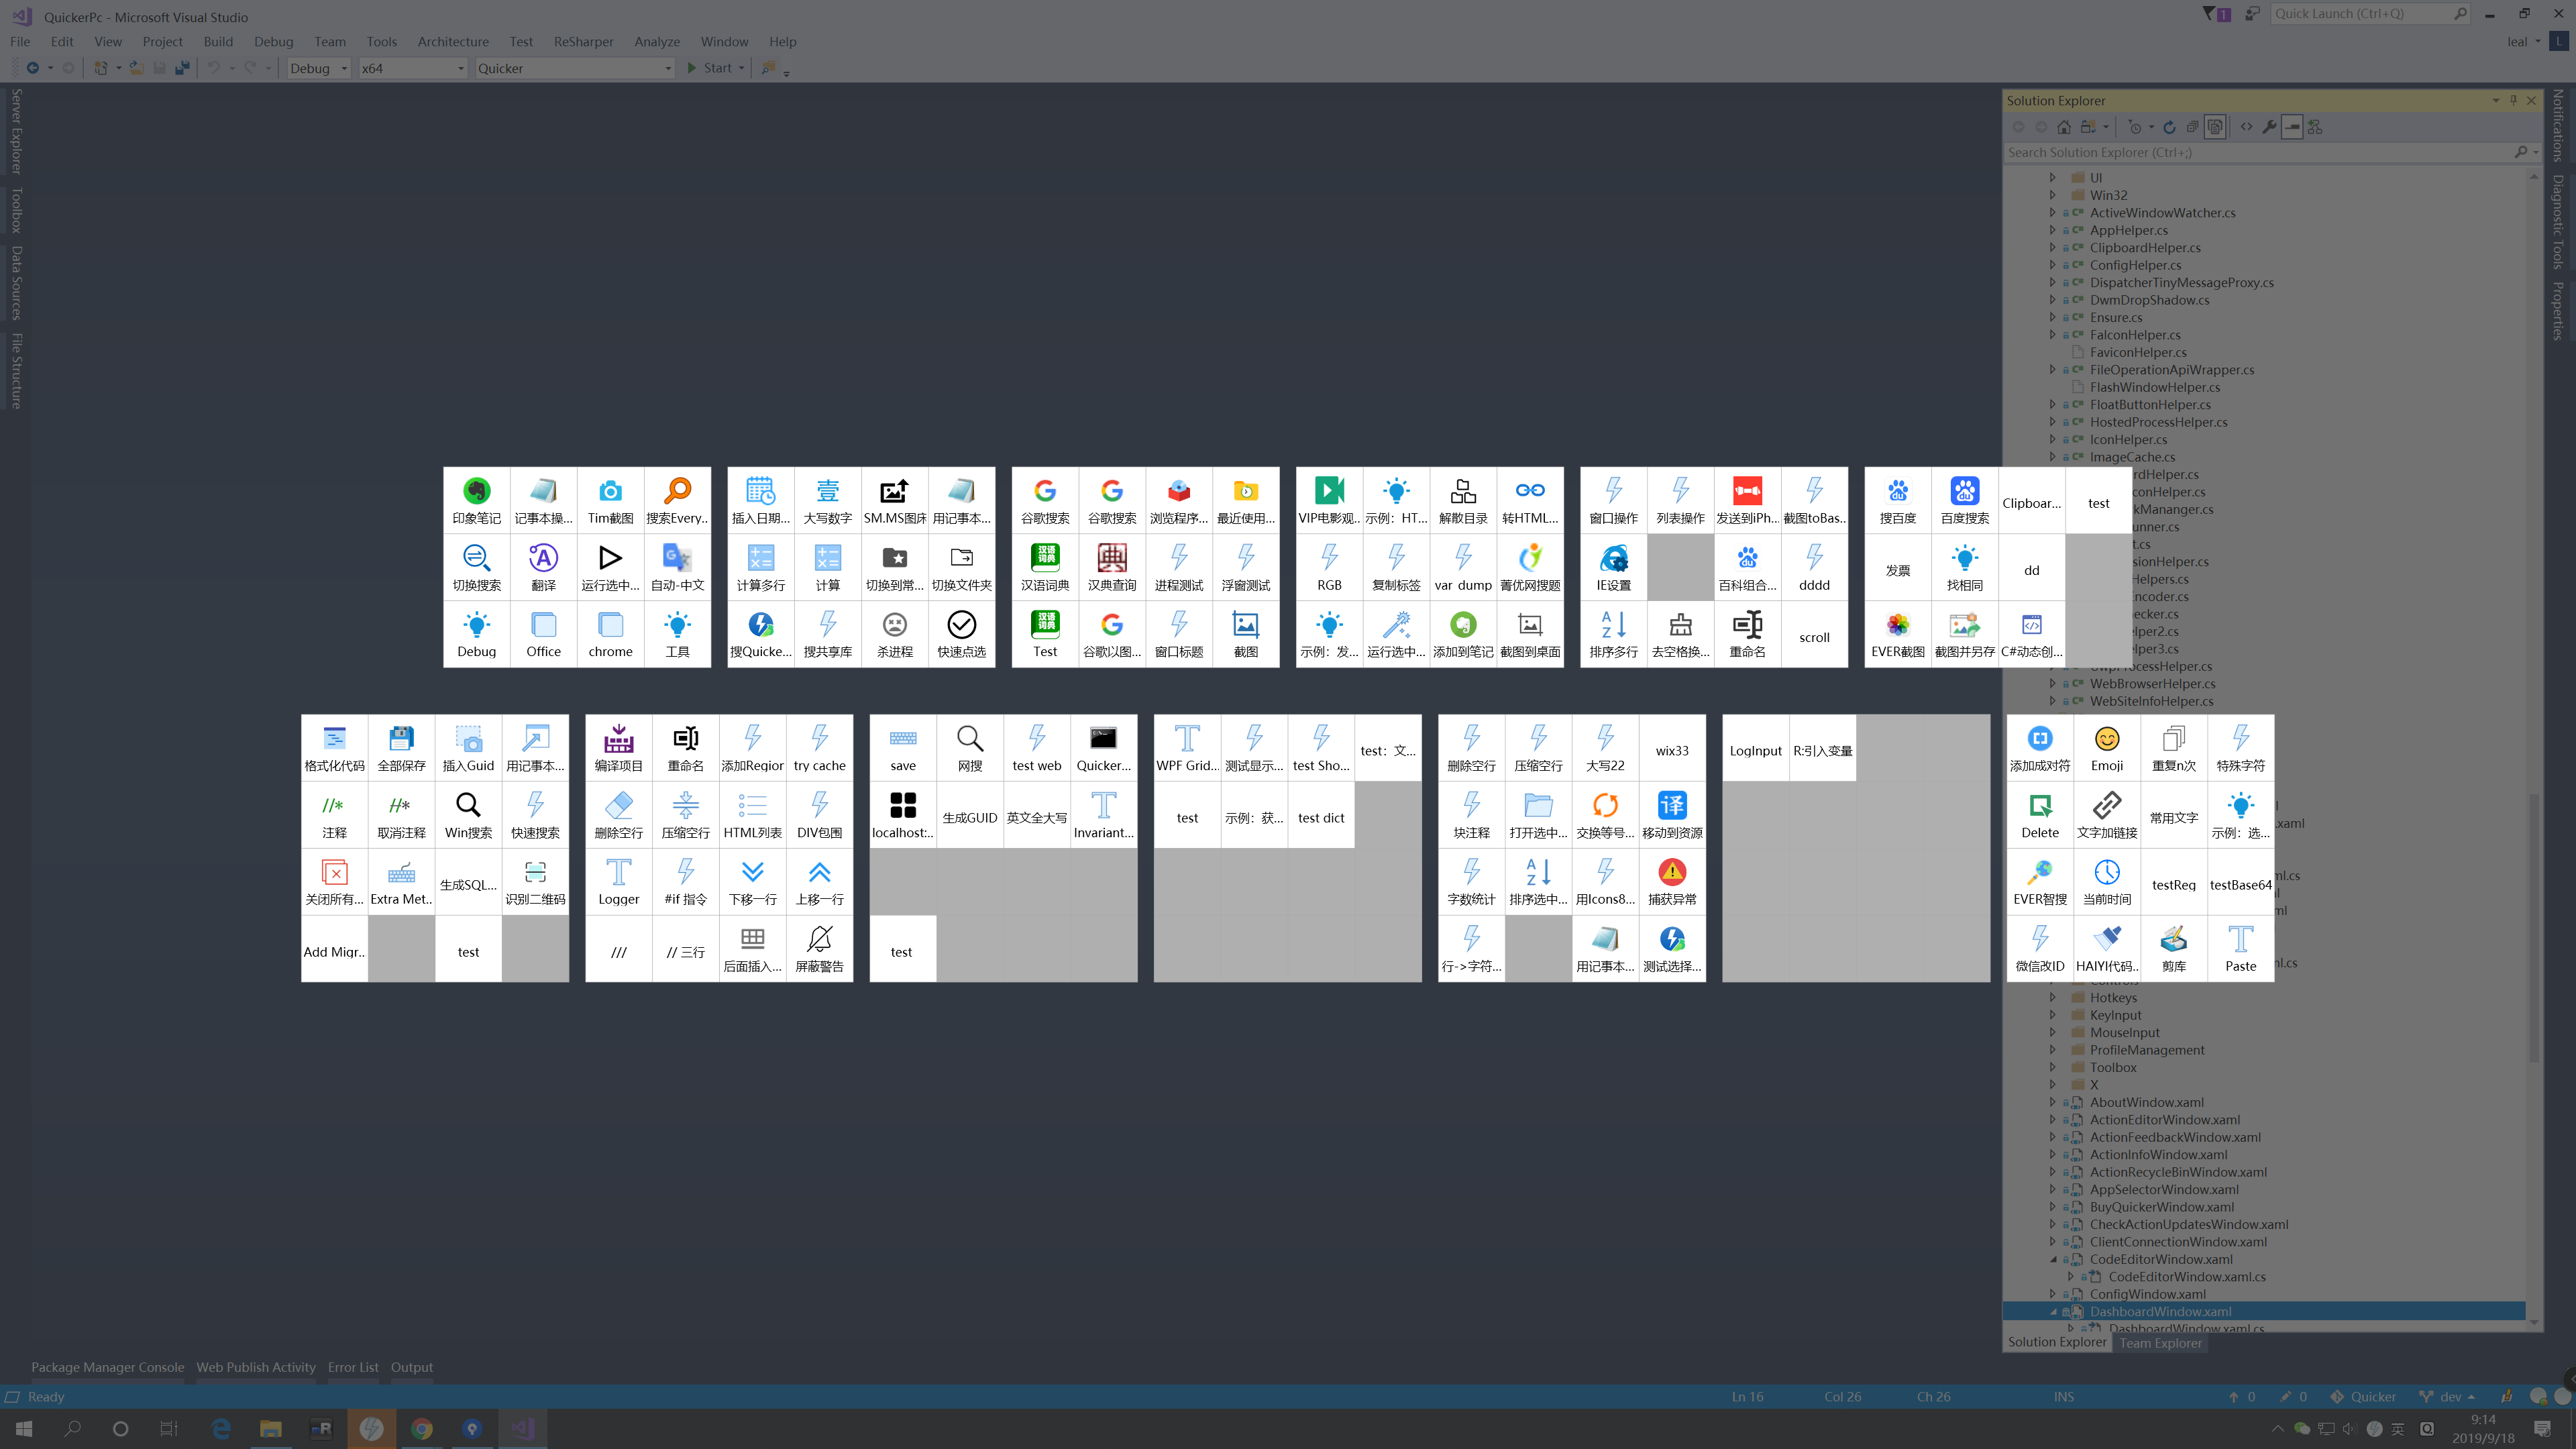 QuickerPc - Microsoft Visual Studio
1
Quick Launch (Ctrl+Q)
File Edit View Project Build Debug Team Tools Architecture Test ReSharper Analyze Window Help
leal L
Debug x64 Quicker Start
Server Explorer
Toolbox
Data Sources
File Structure
Notifications
Diagnostic Tools
Properties
Solution Explorer
Search Solution Explorer (Ctrl+;)
UI
Win32
ActiveWindowWatcher.cs
AppHelper.cs
ClipboardHelper.cs
ConfigHelper.cs
DispatcherTinyMessageProxy.cs
DwmDropShadow.cs
Ensure.cs
FalconHelper.cs
FaviconHelper.cs
FileOperationApiWrapper.cs
FlashWindowHelper.cs
FloatButtonHelper.cs
HostedProcessHelper.cs
IconHelper.cs
ImageCache.cs
WebBrowserHelper.cs
WebSiteInfoHelper.cs
印象笔记 记事本操... Tim截图 搜索Every..
切换搜索 翻译 运行选中... 自动-中文
Debug Office chrome 工具
插入日期... 大写数字 SM.MS图床 用记事本...
计算多行 计算 切换到常... 切换文件夹
搜Quicke... 搜共享库 杀进程 快速点选
谷歌搜索 谷歌搜索 浏览程序... 最近使用...
汉语词典 汉典查询 进程测试 浮窗测试
Test 谷歌以图... 窗口标题 截图
VIP电影观.. 示例：HT... 解散目录 转HTML...
RGB 复制标签 var dump 菁优网搜题
示例：发... 运行选中... 添加到笔记 截图到桌面
窗口操作 列表操作 发送到iPh.. 截图toBas..
IE设置 百科组合... dddd
排序多行 去空格换... 重命名 scroll
搜百度 百度搜索 Clipboar... test
发票 找相同 dd
EVER截图 截图并另存 C#动态创...
格式化代码 全部保存 插入Guid 用记事本...
注释 取消注释 Win搜索 快速搜索
关闭所有... Extra Met.. 生成SQL... 识别二维码
Add Migr.. test
编译项目 重命名 添加Regior try cache
删除空行 压缩空行 HTML列表 DIV包围
Logger #if 指令 下移一行 上移一行
/// // 三行 后面插入... 屏蔽警告
save 网搜 test web Quicker...
localhost:.. 生成GUID 英文全大写 Invariant...
test
WPF Grid... 测试显示... test Sho... test：文...
test 示例：获... test dict
删除空行 压缩空行 大写22 wix33
块注释 打开选中... 交换等号... 移动到资源
字数统计 排序选中... 用Icons8... 捕获异常
行->字符... 用记事本... 测试选择...
LogInput R:引入变量
添加成对符 Emoji 重复n次 特殊字符
Delete 文字加链接 常用文字 示例：选...
EVER智搜 当前时间 testReg testBase64
微信改ID HAIYI代码.. 剪库 Paste
Hotkeys
KeyInput
MouseInput
ProfileManagement
Toolbox
X
AboutWindow.xaml
ActionEditorWindow.xaml
ActionFeedbackWindow.xaml
ActionInfoWindow.xaml
ActionRecycleBinWindow.xaml
AppSelectorWindow.xaml
BuyQuickerWindow.xaml
CheckActionUpdatesWindow.xaml
ClientConnectionWindow.xaml
CodeEditorWindow.xaml
CodeEditorWindow.xaml.cs
ConfigWindow.xaml
DashboardWindow.xaml
DashboardWindow.xaml.cs
Solution Explorer Team Explorer
Package Manager Console Web Publish Activity Error List Output
Ready Ln 16 Col 26 Ch 26 INS 0 0 Quicker dev
英 9:14
2019/9/18